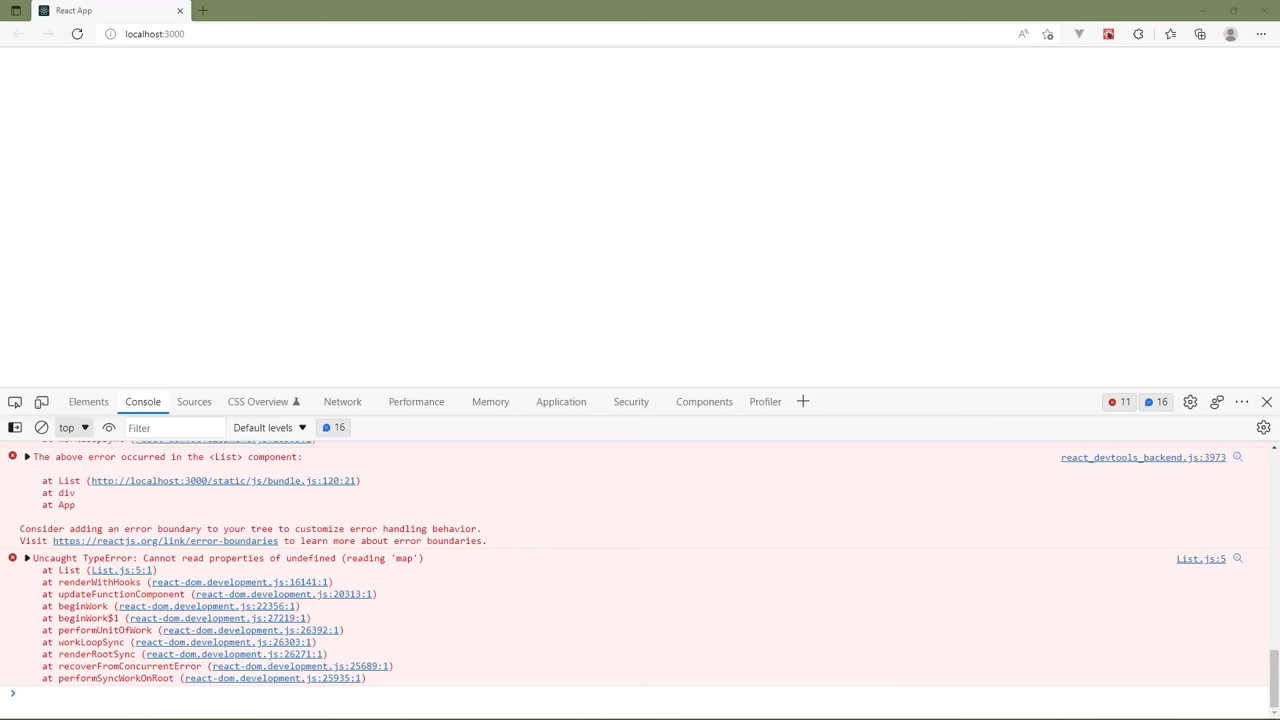 React App
localhost:3000
Elements
Console
Sources
CSS Overview
Network
Performance
Memory
Application
Security
Components
Profiler
11
16
top
Filter
Default levels
16
The above error occurred in the <List> component:
react_devtools_backend.js:3973
at List (http://localhost:3000/static/js/bundle.js:120:21)
at div
at App
Consider adding an error boundary to your tree to customize error handling behavior.
Visit https://reactjs.org/link/error-boundaries to learn more about error boundaries.
Uncaught TypeError: Cannot read properties of undefined (reading 'map')
List.js:5
at List (List.js:5:1)
at renderWithHooks (react-dom.development.js:16141:1)
at updateFunctionComponent (react-dom.development.js:20313:1)
at beginWork (react-dom.development.js:22356:1)
at beginWork$1 (react-dom.development.js:27219:1)
at performUnitOfWork (react-dom.development.js:26392:1)
at workLoopSync (react-dom.development.js:26303:1)
at renderRootSync (react-dom.development.js:26271:1)
at recoverFromConcurrentError (react-dom.development.js:25689:1)
at performSyncWorkOnRoot (react-dom.development.js:25935:1)